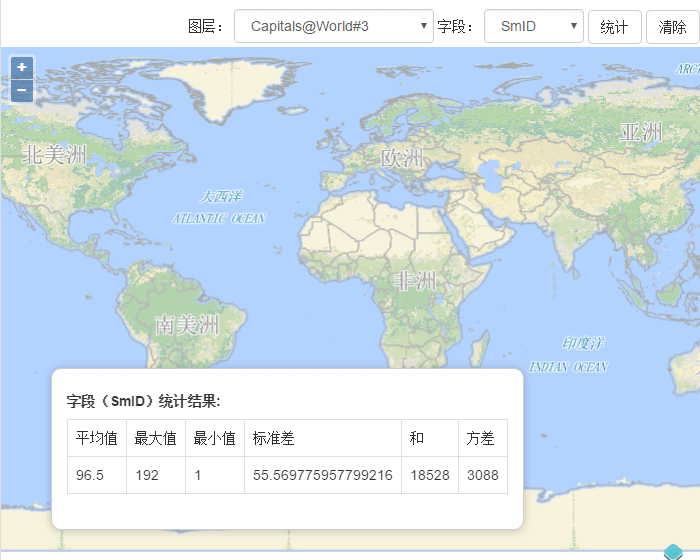 图层： Capitals@World#3 字段： SmID 统计 清除
+
−
ARCT
亚洲
北美洲
欧洲
大西洋
ATLANTIC OCEAN
非洲
南美洲
印度洋
INDIAN OCEAN
字段（SmID）统计结果:
平均值 最大值 最小值 标准差 和 方差
96.5 192 1 55.569775957799216 18528 3088